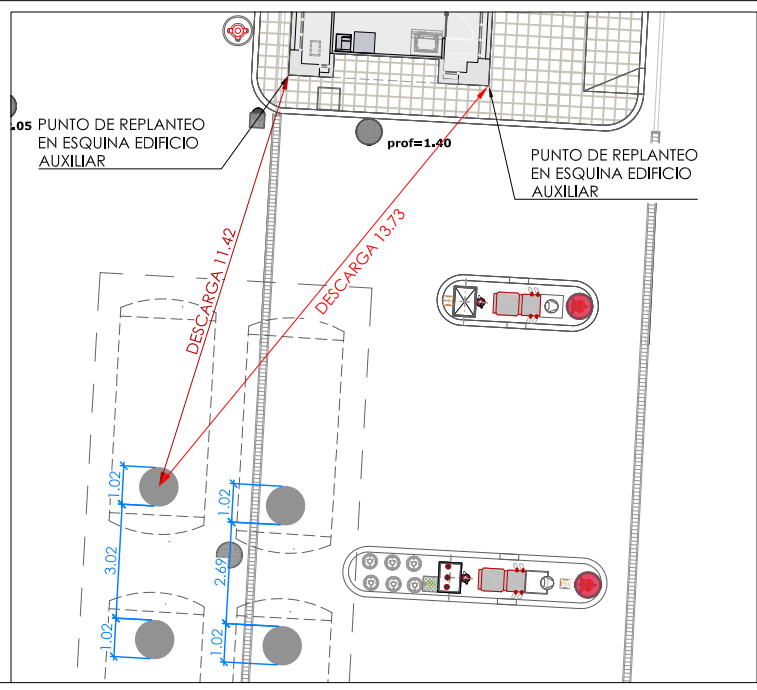 .05 PUNTO DE REPLANTEO
EN ESQUINA EDIFICIO
AUXILIAR
prof=1.40
PUNTO DE REPLANTEO
EN ESQUINA EDIFICIO
AUXILIAR
DESCARGA 11.42
DESCARGA 13.73
1.02
1.02
3.02
2.69
1.02
1.02